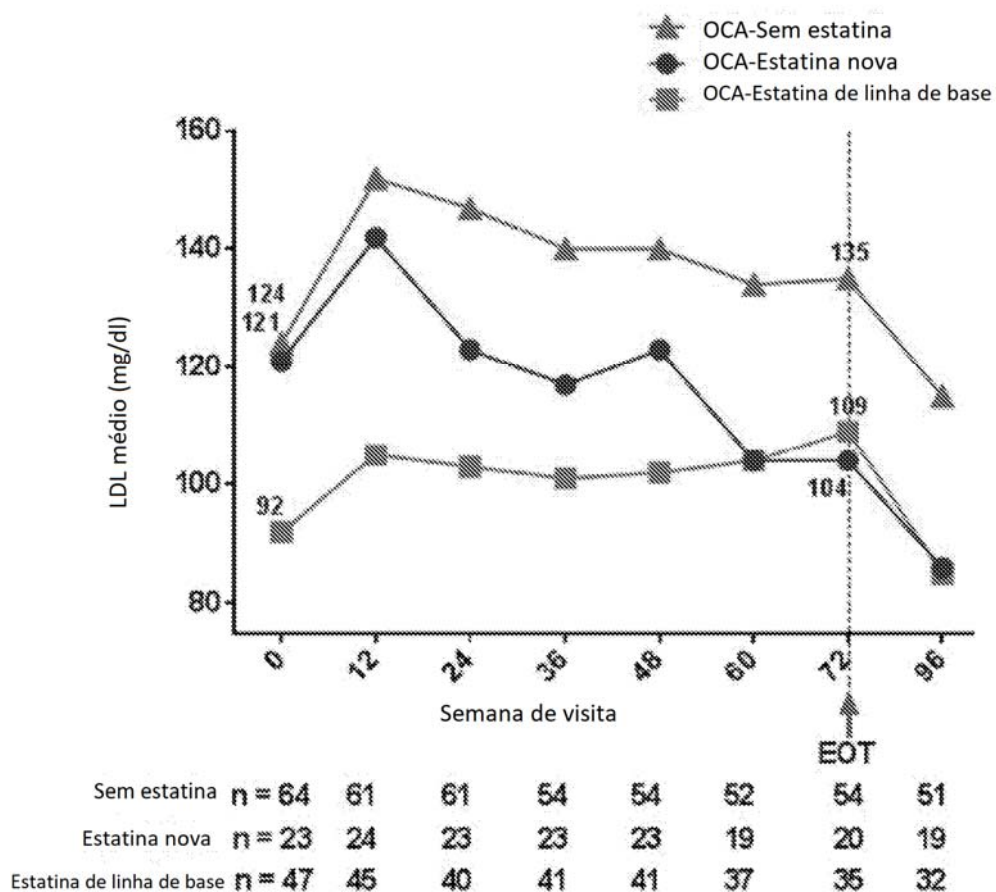 OCA-Sem estatina
OCA-Estatina nova
OCA-Estatina de linha de base
160
140
120
100
80
LDL médio (mg/dl)
124
121
92
135
109
104
0 12 24 36 48 60 72 96
Semana de visita
EOT
Sem estatina n = 64 61 61 54 54 52 54 51
Estatina nova n = 23 24 23 23 23 19 20 19
Estatina de linha de base n = 47 45 40 41 41 37 35 32